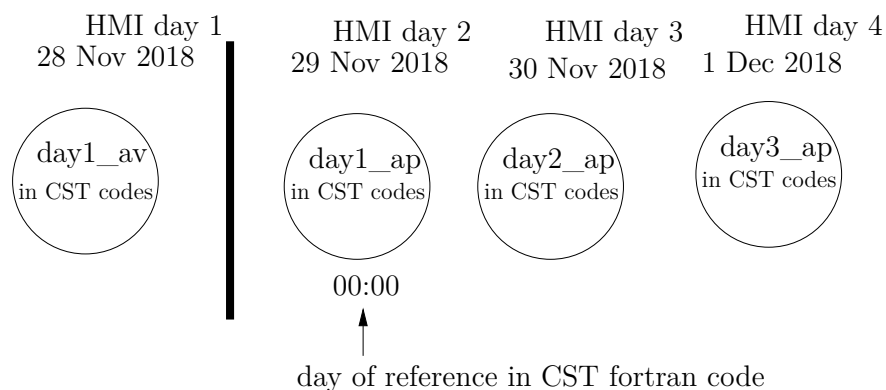 HMI day 1
28 Nov 2018
HMI day 2
29 Nov 2018
HMI day 3
30 Nov 2018
HMI day 4
1 Dec 2018
day1_av
in CST codes
day1_ap
in CST codes
day2_ap
in CST codes
day3_ap
in CST codes
00:00
day of reference in CST fortran code